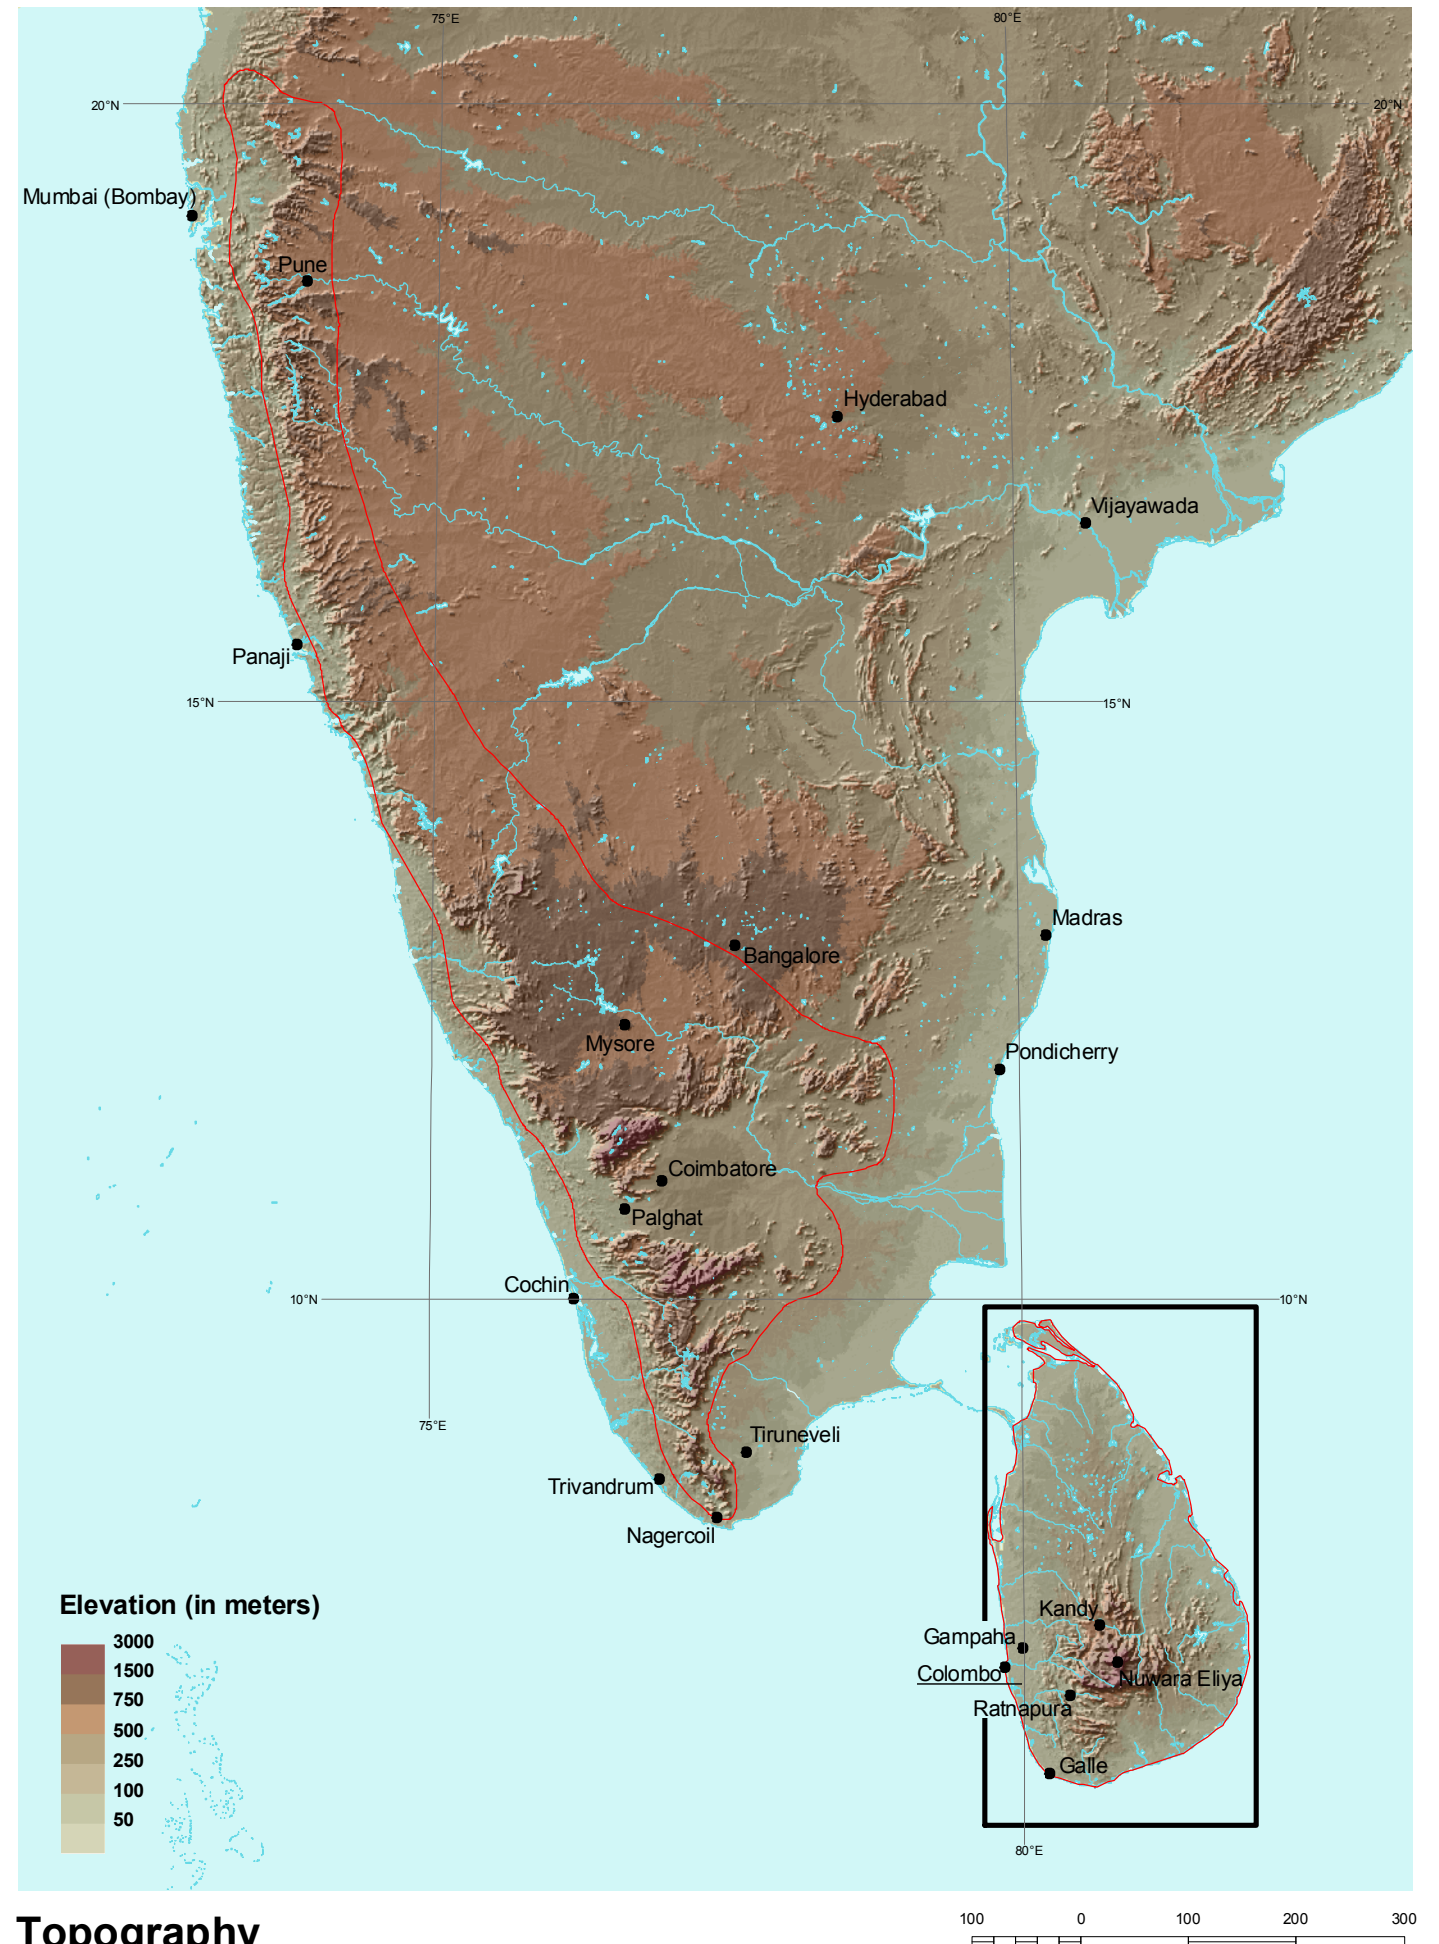 75°E
80°E
20°N
20°N
Mumbai (Bombay)
Pune
Hyderabad
Vijayawada
Panaji
15°N
15°N
Madras
Bangalore
Mysore
Pondicherry
Coimbatore
Palghat
Cochin
10°N
10°N
75°E
Tiruneveli
Trivandrum
Nagercoil
Elevation (in meters)
3000
1500
750
500
250
100
50
Kandy
Gampaha
Colombo
Nuwara Eliya
Ratnapura
Galle
80°E
Topography
100 0 100 200 300